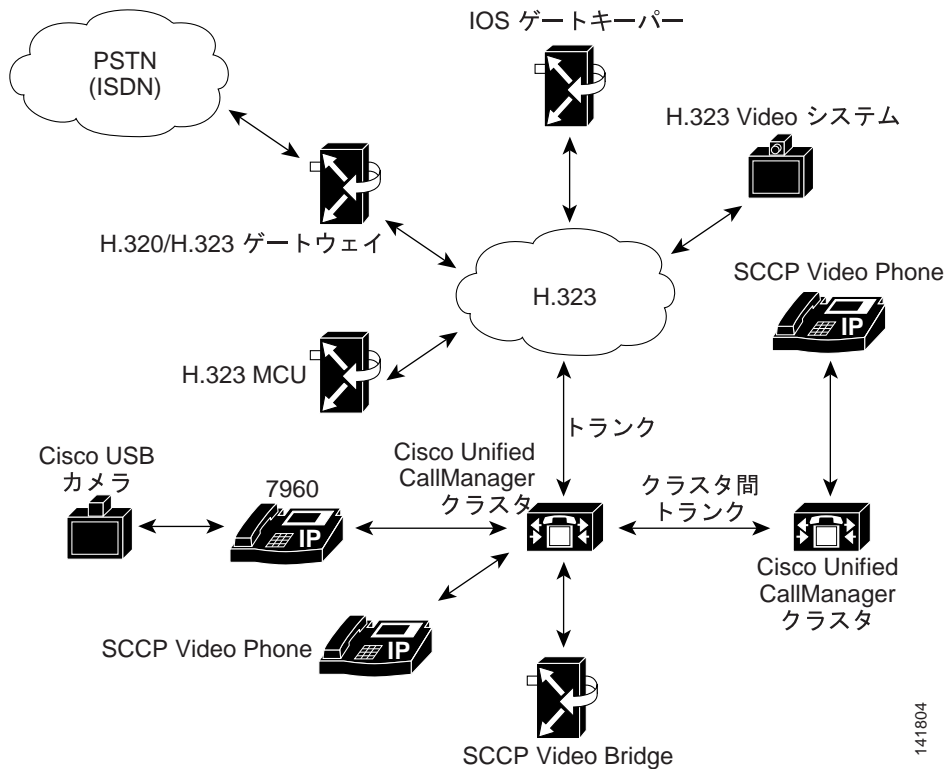 IOS ゲートキーパー
PSTN
(ISDN)
H.323 Video システム
H.320/H.323 ゲートウェイ
H.323
SCCP Video Phone
IP
H.323 MCU
トランク
Cisco Unified
CallManager
クラスタ
Cisco USB
カメラ
7960
IP
クラスタ間
トランク
Cisco Unified
CallManager
クラスタ
SCCP Video Phone
IP
SCCP Video Bridge
141804